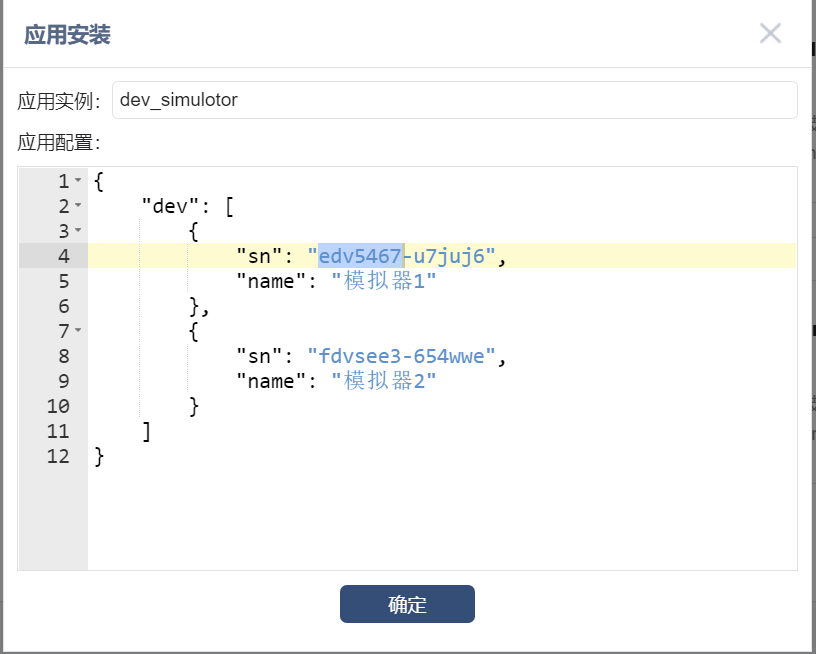 应用安装
应用实例： dev_simulotor
应用配置：
1 {
2 "dev": [
3 {
4 "sn": "edv5467-u7juj6",
5 "name": "模拟器1"
6 },
7 {
8 "sn": "fdvsee3-654wwe",
9 "name": "模拟器2"
10 }
11 ]
12 }
确定